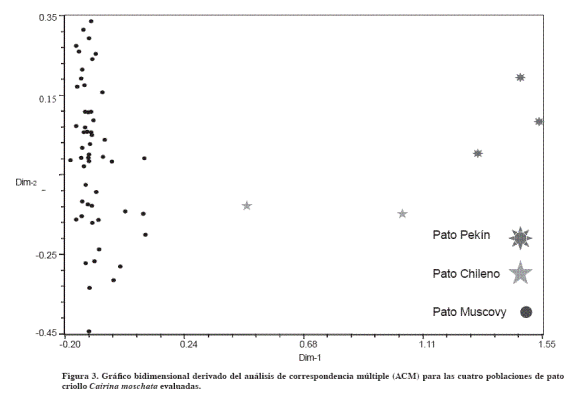 0.35
0.15
Dim-2
-0.25
-0.45
-0.20
0.24
0.68
1.11
1.55
Dim-1
Pato Pekín
Pato Chileno
Pato Muscovy
Figura 3. Gráfico bidimensional derivado del análisis de correspondencia múltiple (ACM) para las cuatro poblaciones de pato
criollo Cairina moschata evaluadas.